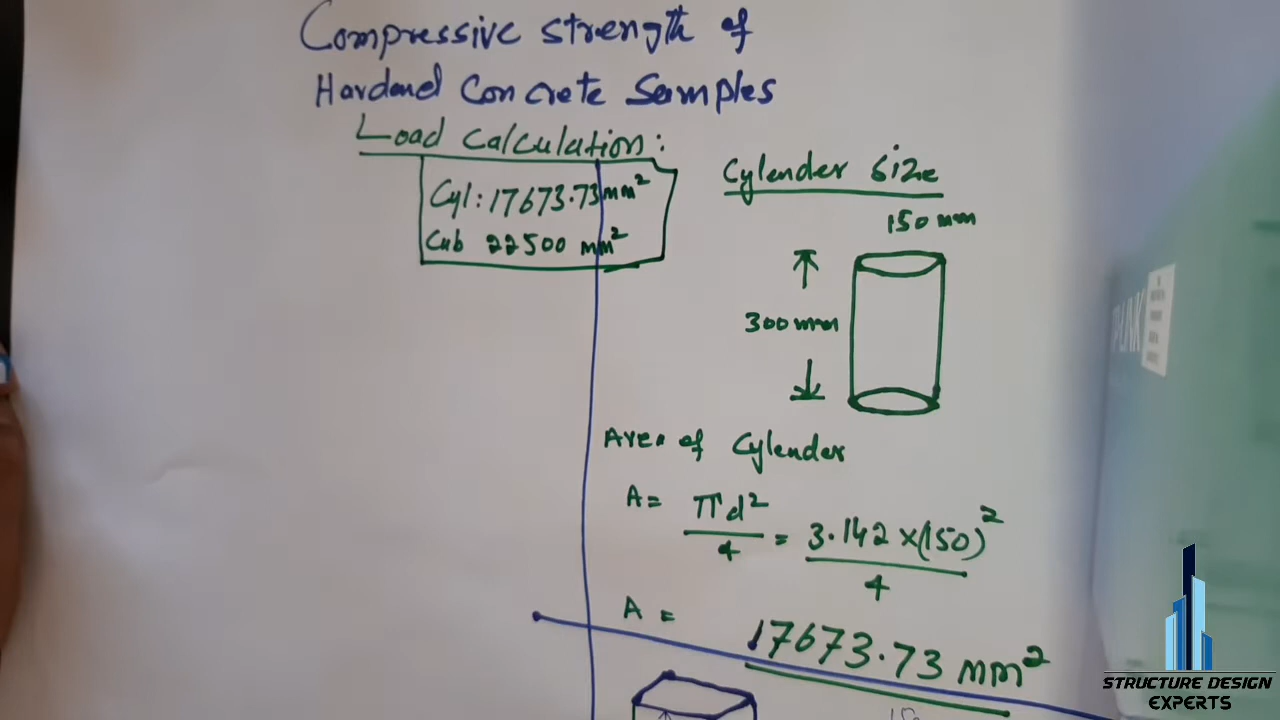 Compressive strength of
Hardend Concrete Samples
Load Calculation:
Cyl: 17673.73 mm²
Cub 22500 mm²
Cylender Size
150 mm
300 mm
Area of Cylender
A= πd²/4 = 3.142 x(150)²/4
A = 17673.73 mm²
STRUCTURE DESIGN
EXPERTS